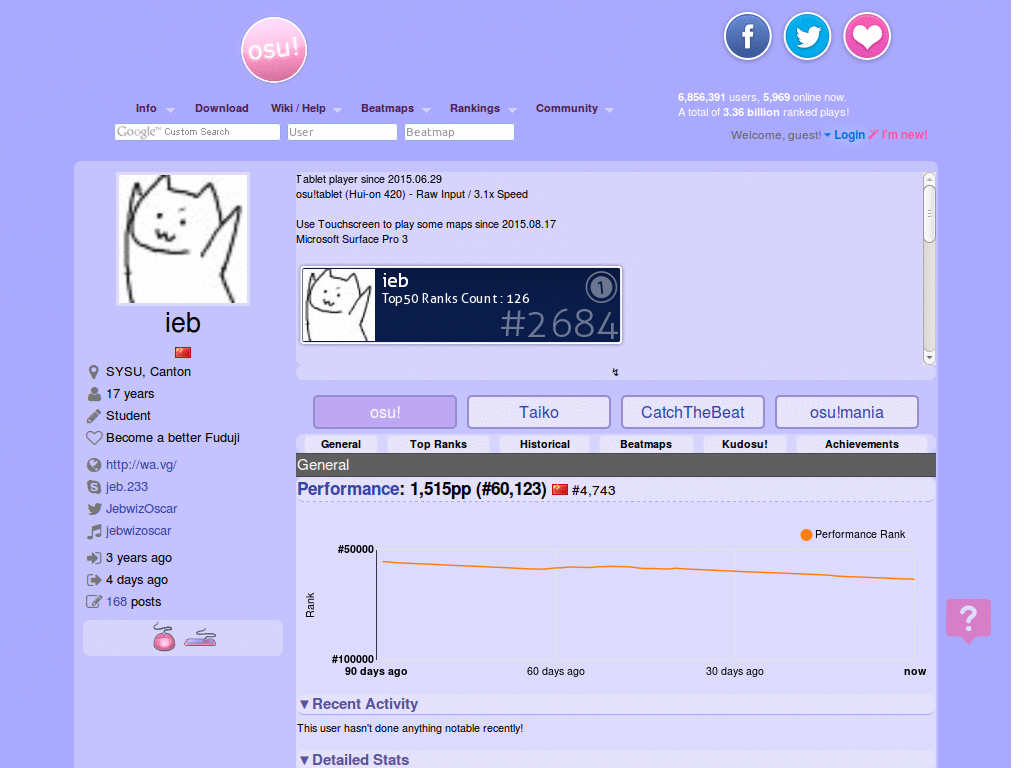 osu!
Info
Download
Wiki / Help
Beatmaps
Rankings
Community
6,856,391 users, 5,969 online now.
A total of 3.36 billion ranked plays!
Google™ Custom Search
User
Beatmap
Welcome, guest! Login I'm new!
ieb
SYSU, Canton
17 years
Student
Become a better Fuduji
http://wa.vg/
jeb.233
JebwizOscar
jebwizoscar
3 years ago
4 days ago
168 posts
Tablet player since 2015.06.29
osu!tablet (Hui-on 420) - Raw Input / 3.1x Speed
Use Touchscreen to play some maps since 2015.08.17
Microsoft Surface Pro 3
ieb
1
Top50 Ranks Count : 126
#2684
osu!
Taiko
CatchTheBeat
osu!mania
General
Top Ranks
Historical
Beatmaps
Kudosu!
Achievements
General
Performance: 1,515pp (#60,123) #4,743
Performance Rank
#50000
Rank
#100000
90 days ago
60 days ago
30 days ago
now
?
▼Recent Activity
This user hasn't done anything notable recently!
▼Detailed Stats